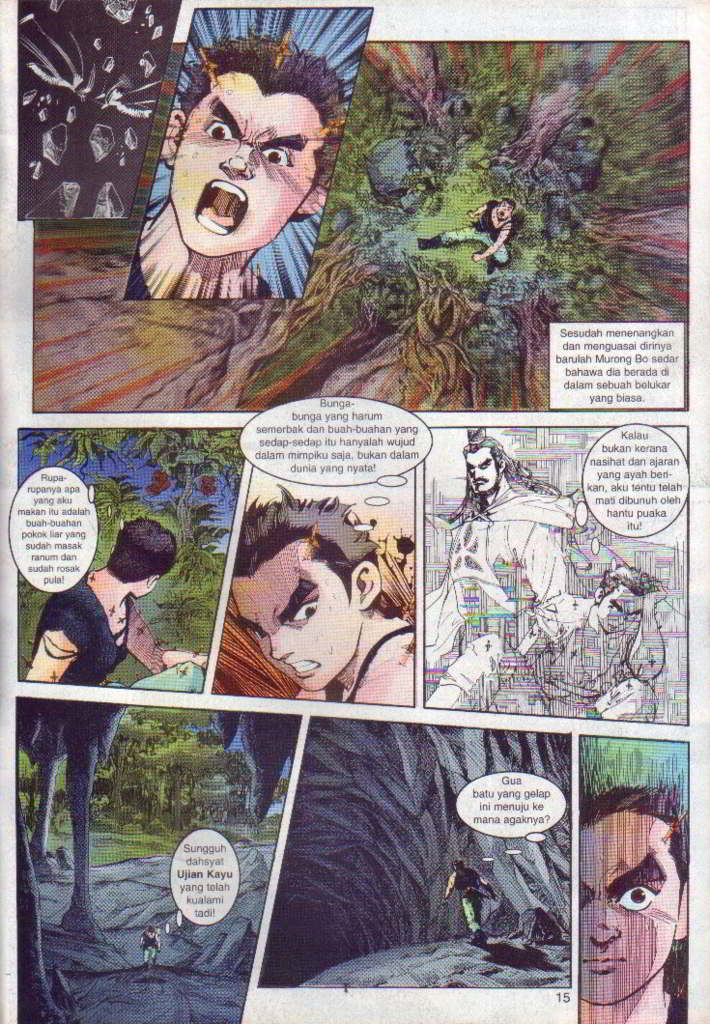 Sesudah menenangkan
dan menguasai dirinya
barulah Murong Bo sedar
bahawa dia berada di
dalam sebuah belukar
yang biasa.
Rupa-
rupanya apa
yang aku
makan itu adalah
buah-buahan
pokok liar yang
sudah masak
ranum dan
sudah rosak
pula!
Bunga-
bunga yang harum
semerbak dan buah-buahan yang
sedap-sedap itu hanyalah wujud
dalam mimpiku saja, bukan dalam
dunia yang nyata!
Kalau
bukan kerana
nasihat dan ajaran
yang ayah beri-
kan, aku tentu telah
mati dibunuh oleh
hantu puaka
itu!
Sungguh
dahsyat
Ujian Kayu
yang telah
kualami
tadi!
Gua
batu yang gelap
ini menuju ke
mana agaknya?
15